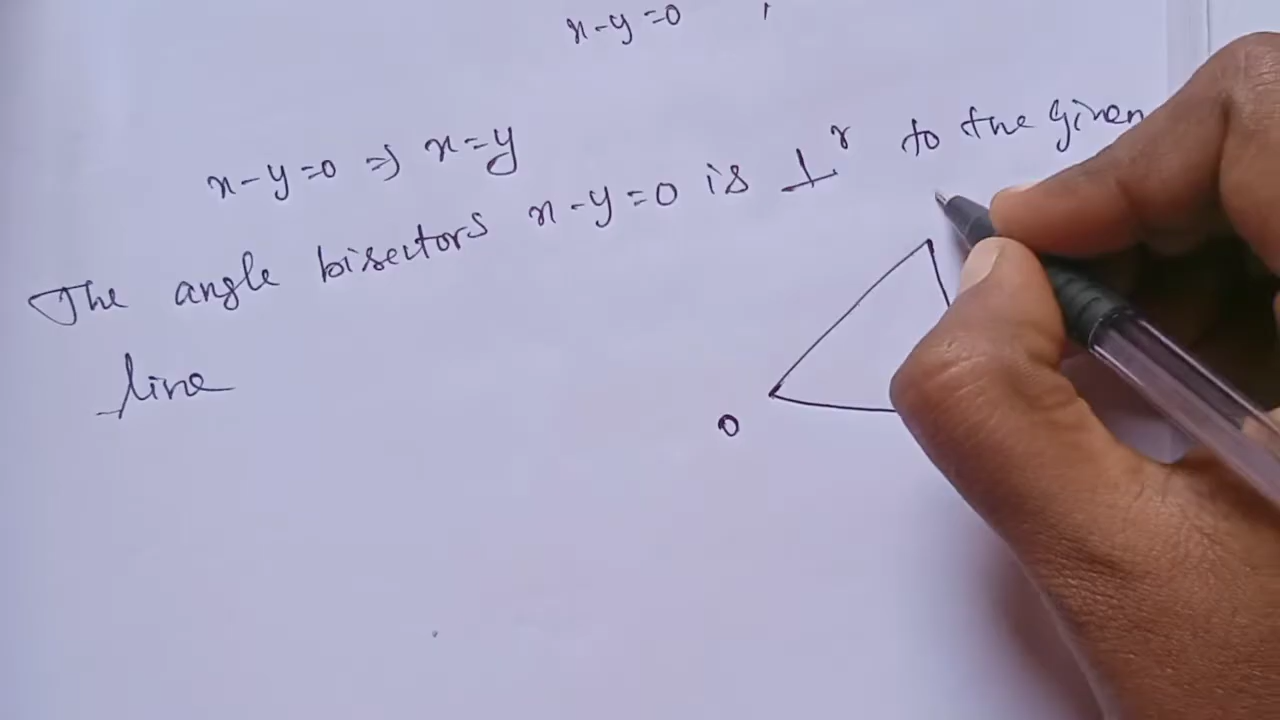 x-y=0
x-y=0 ⇒ x=y
The angle bisectors x-y=0 is ⊥r to the given
line
O